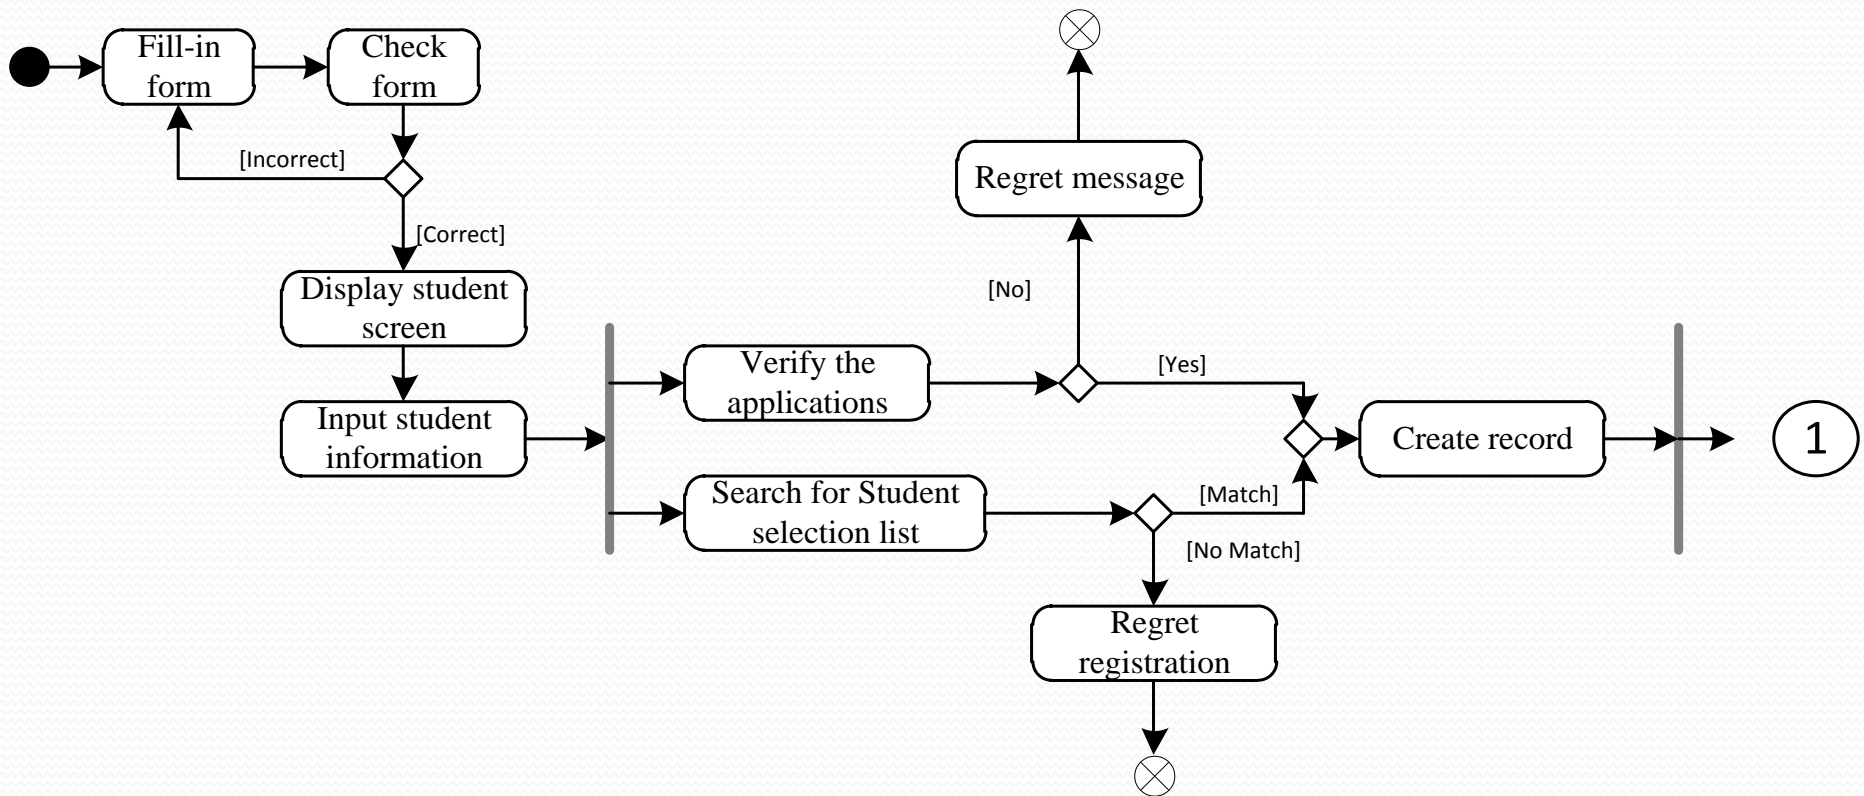 Fill-in
form
Check
form
[Incorrect]
[Correct]
Display student
screen
Input student
information
Regret message
[No]
Verify the
applications
[Yes]
Search for Student
selection list
[Match]
[No Match]
Regret
registration
Create record
1